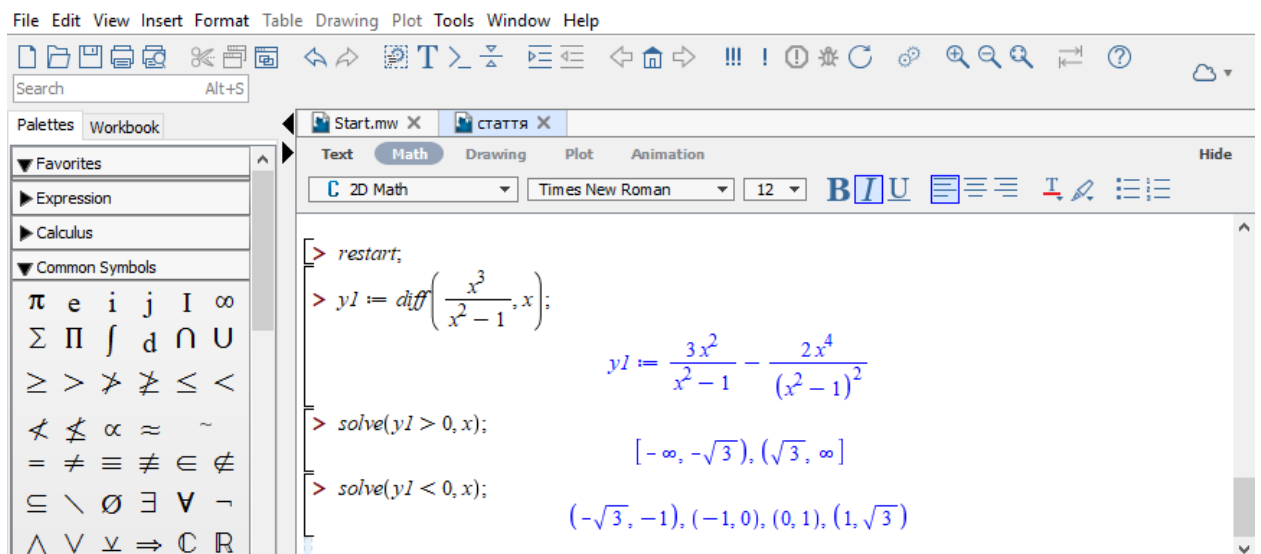 File Edit View Insert Format Table Drawing Plot Tools Window Help
Search Alt+S
Palettes Workbook
Start.mw стаття
Text Math Drawing Plot Animation Hide
Favorites
C 2D Math Times New Roman 12 B I U
Expression
Calculus
Common Symbols
π e i j I ∞
Σ Π ∫ d ∩ ∪
≥ > ≯ ≱ ≤ <
≮ ≰ ∝ ≈ ~
= ≠ ≡ ≢ ∈ ∉
⊆ \ Ø ∃ ∀ ¬
∧ ∨ ⊻ ⇒ ℂ ℝ
> restart;
> y1 := diff(x^3/(x^2 − 1), x);
y1 := 3 x^2/(x^2 − 1) − 2 x^4/(x^2 − 1)^2
> solve(y1 > 0, x);
[−∞, −√3), (√3, ∞]
> solve(y1 < 0, x);
(−√3, −1), (−1, 0), (0, 1), (1, √3)